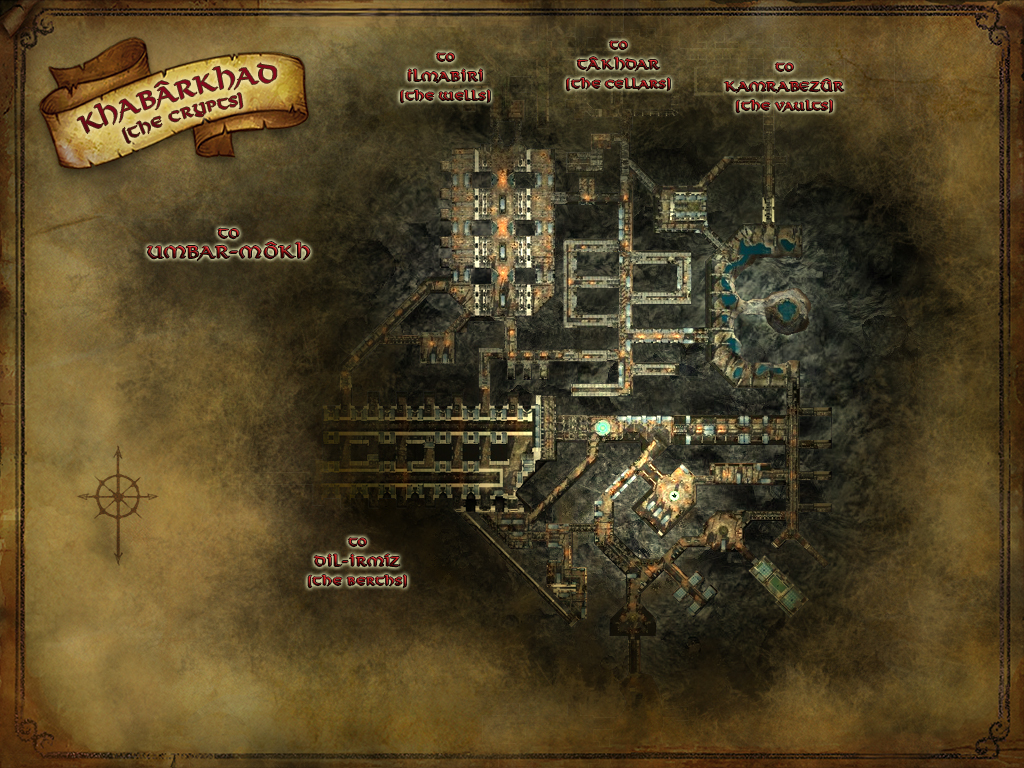 KHABÂRKHAD
(THE CRYPTS)
TO
ILMABIRI
(THE WELLS)
TO
TÂKHDAR
(THE CELLARS)
TO
KAMRABEZÛR
(THE VAULTS)
TO
UMBAR-MÔKH
TO
DIL-IRMÍZ
(THE BERTHS)